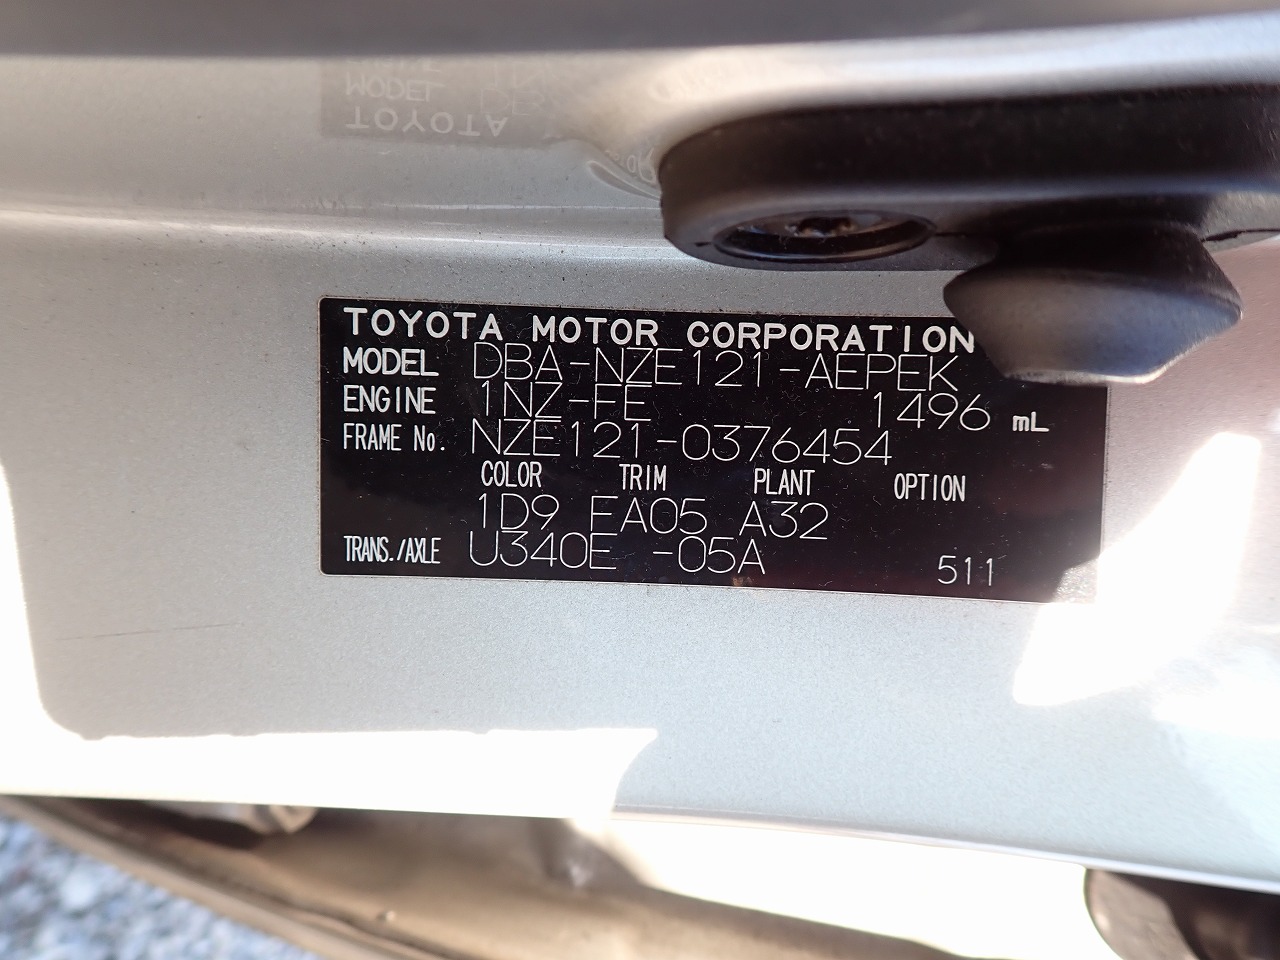 TOYOTA MOTOR CORPORATION
MODEL DBA-NZE121-AEPEK
ENGINE 1NZ-FE 1496 mL
FRAME No. NZE121-0376454
COLOR TRIM PLANT OPTION
1D9 FA05 A32
TRANS./AXLE U340E -05A
511